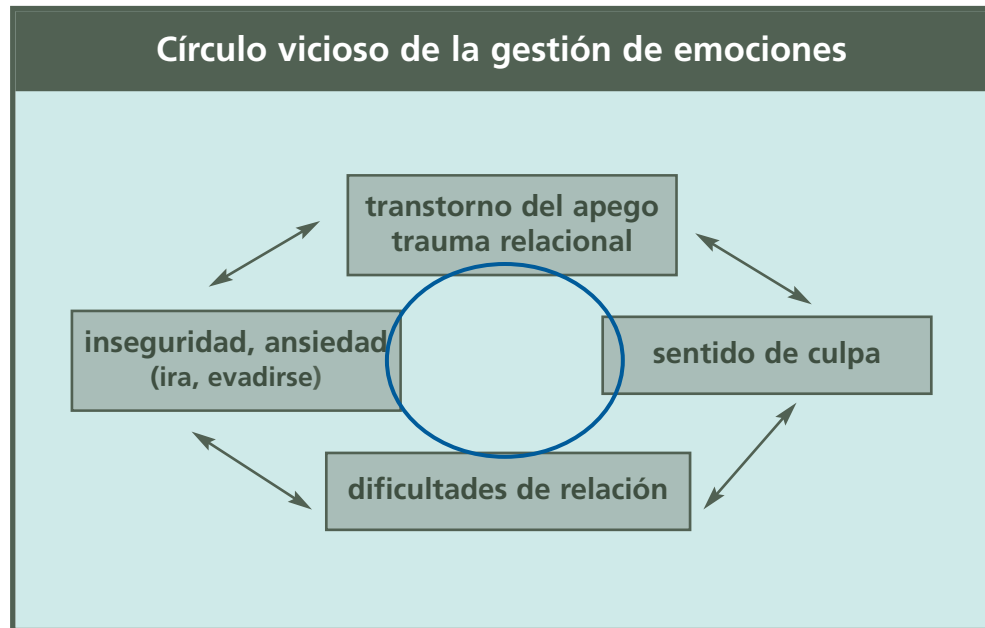 Círculo vicioso de la gestión de emociones
transtorno del apego
trauma relacional
inseguridad, ansiedad
(ira, evadirse)
sentido de culpa
dificultades de relación